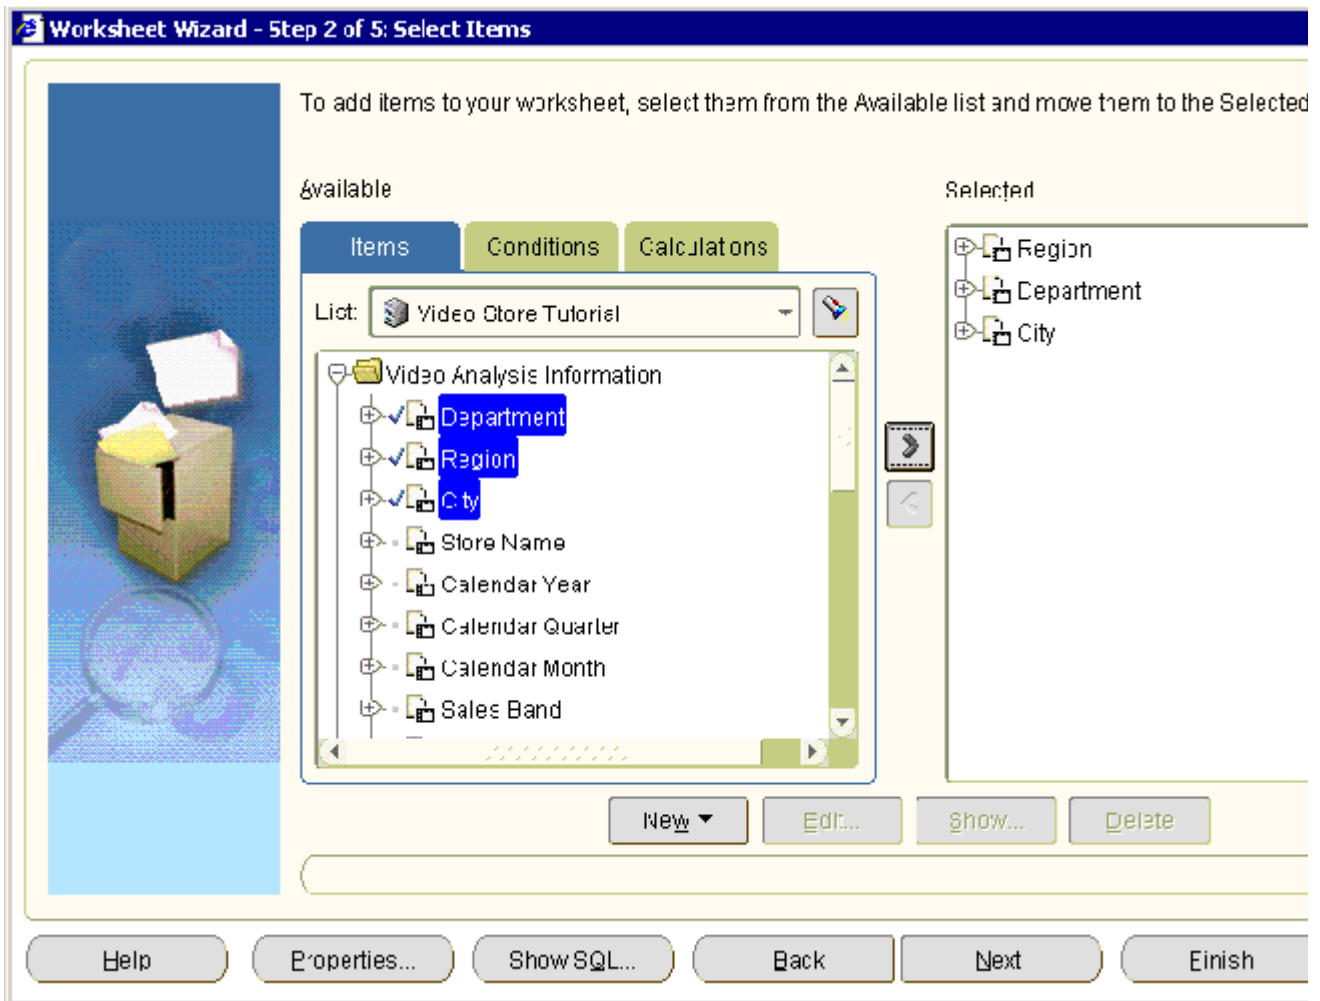 Worksheet Wizard - Step 2 of 5: Select Items
To add items to your worksheet, select them from the Available list and move them to the Selected
Available
Selected
Items
Conditions
Calculations
List:
Video Store Tutorial
Video Analysis Information
Department
Region
City
Store Name
Calendar Year
Calendar Quarter
Calendar Month
Sales Band
Region
Department
City
New
Edit...
Show...
Delete
Help
Properties...
Show SQL...
Back
Next
Finish